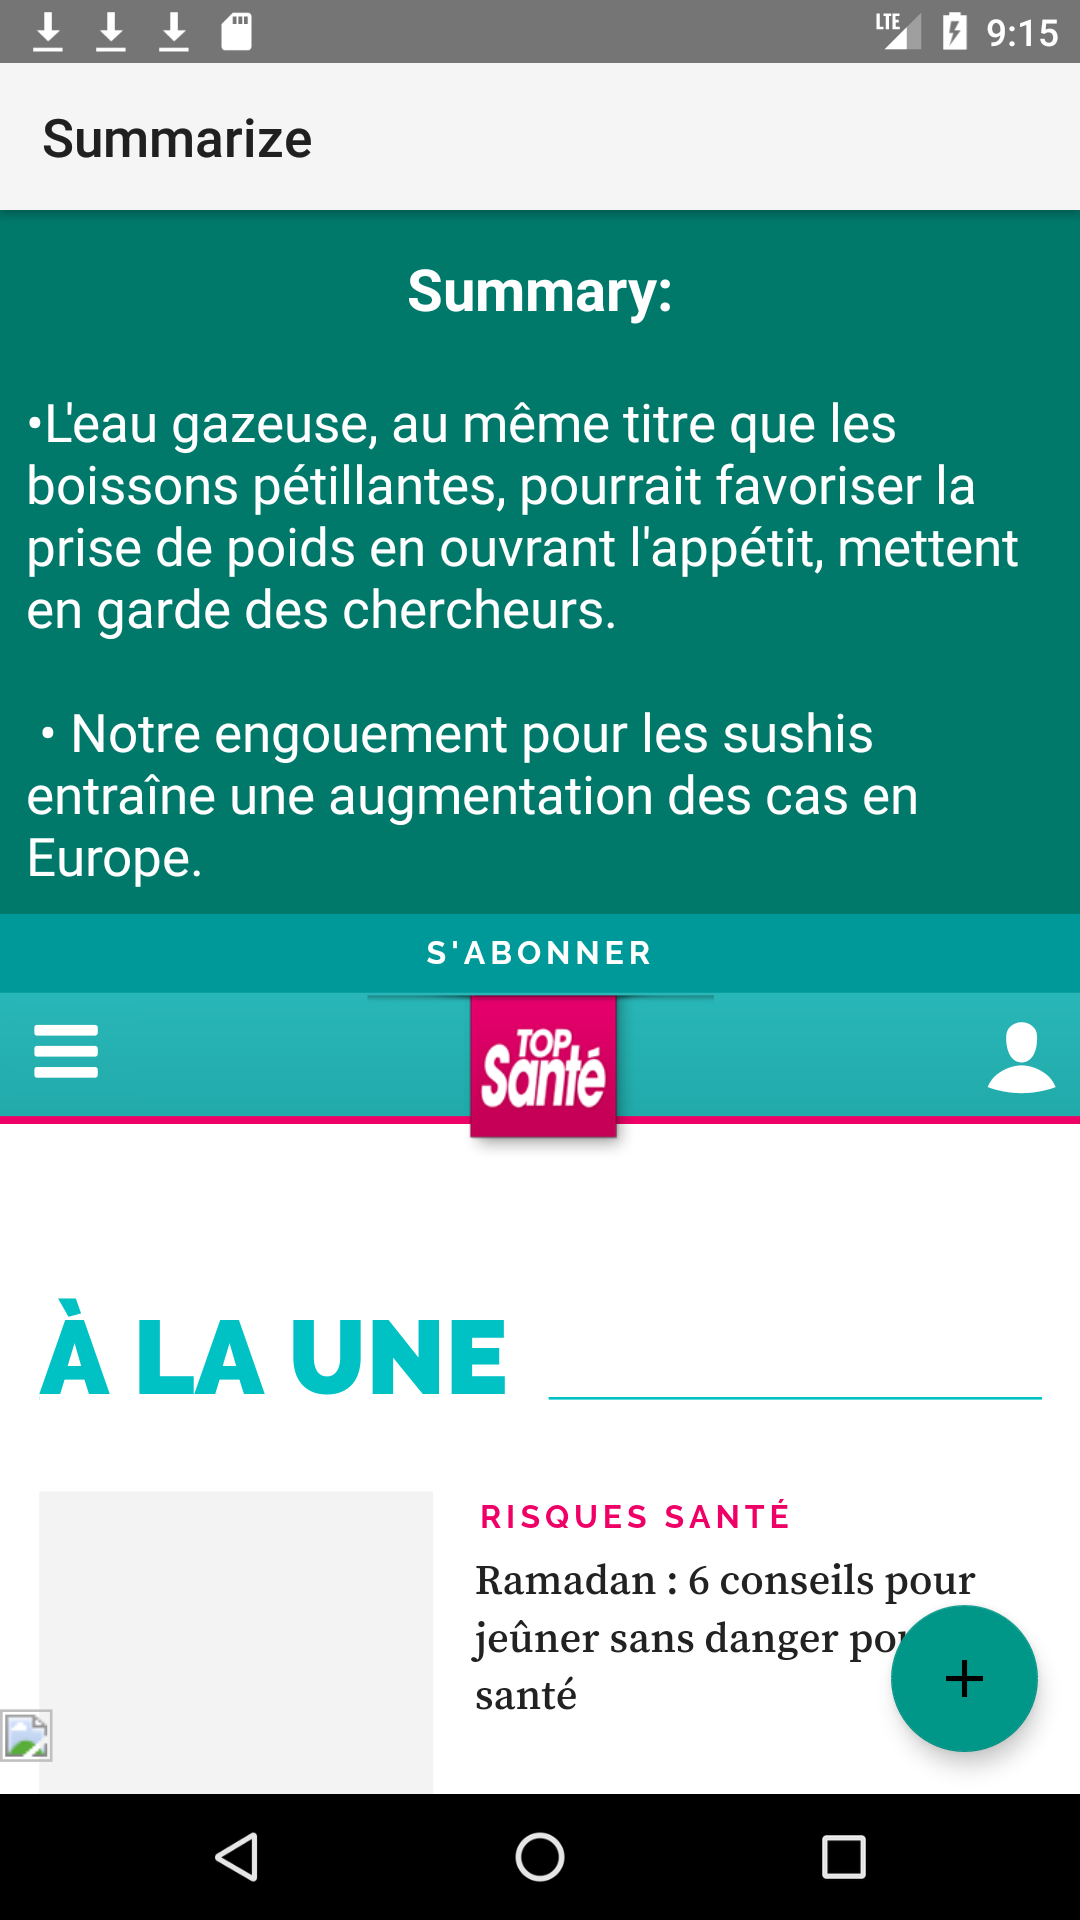 LTE 9:15
Summarize
Summary:
•L'eau gazeuse, au même titre que les
boissons pétillantes, pourrait favoriser la
prise de poids en ouvrant l'appétit, mettent
en garde des chercheurs.
• Notre engouement pour les sushis
entraîne une augmentation des cas en
Europe.
S'ABONNER
TOP
Santé
À LA UNE
RISQUES SANTÉ
Ramadan : 6 conseils pour
jeûner sans danger
santé